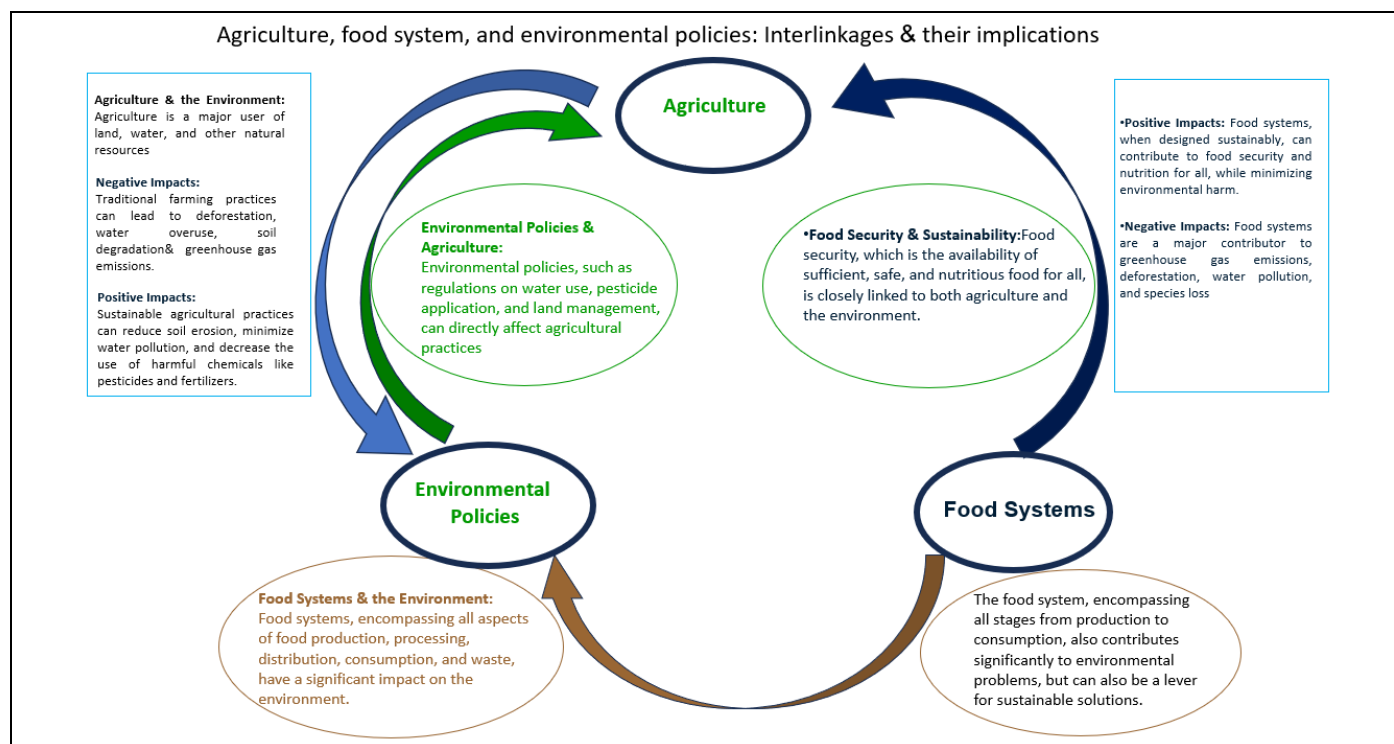 Agriculture, food system, and environmental policies: Interlinkages & their implications
Agriculture & the Environment:
Agriculture is a major user of
land, water, and other natural
resources
Negative Impacts:
Traditional farming practices
can lead to deforestation,
water overuse, soil
degradation& greenhouse gas
emissions.
Positive Impacts:
Sustainable agricultural practices
can reduce soil erosion, minimize
water pollution, and decrease the
use of harmful chemicals like
pesticides and fertilizers.
Agriculture
Environmental Policies &
Agriculture:
Environmental policies, such as
regulations on water use, pesticide
application, and land management,
can directly affect agricultural
practices
•Food Security & Sustainability:Food
security, which is the availability of
sufficient, safe, and nutritious food for all,
is closely linked to both agriculture and
the environment.
•Positive Impacts: Food systems,
when designed sustainably, can
contribute to food security and
nutrition for all, while minimizing
environmental harm.
•Negative Impacts: Food systems
are a major contributor to
greenhouse gas emissions,
deforestation, water pollution,
and species loss
Environmental
Policies
Food Systems
Food Systems & the Environment:
Food systems, encompassing all aspects
of food production, processing,
distribution, consumption, and waste,
have a significant impact on the
environment.
The food system, encompassing
all stages from production to
consumption, also contributes
significantly to environmental
problems, but can also be a lever
for sustainable solutions.